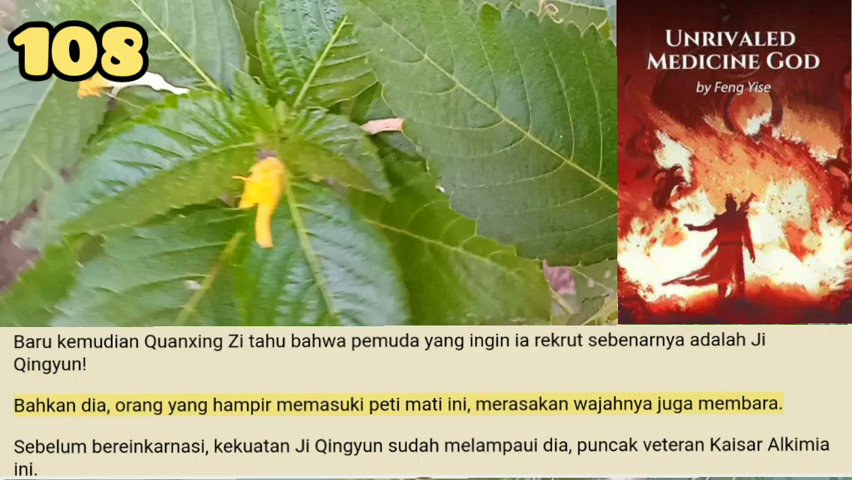 108
UNRIVALED
MEDICINE GOD
by Feng Yise
Baru kemudian Quanxing Zi tahu bahwa pemuda yang ingin ia rekrut sebenarnya adalah Ji
Qingyun!
Bahkan dia, orang yang hampir memasuki peti mati ini, merasakan wajahnya juga membara.
Sebelum bereinkarnasi, kekuatan Ji Qingyun sudah melampaui dia, puncak veteran Kaisar Alkimia
ini.